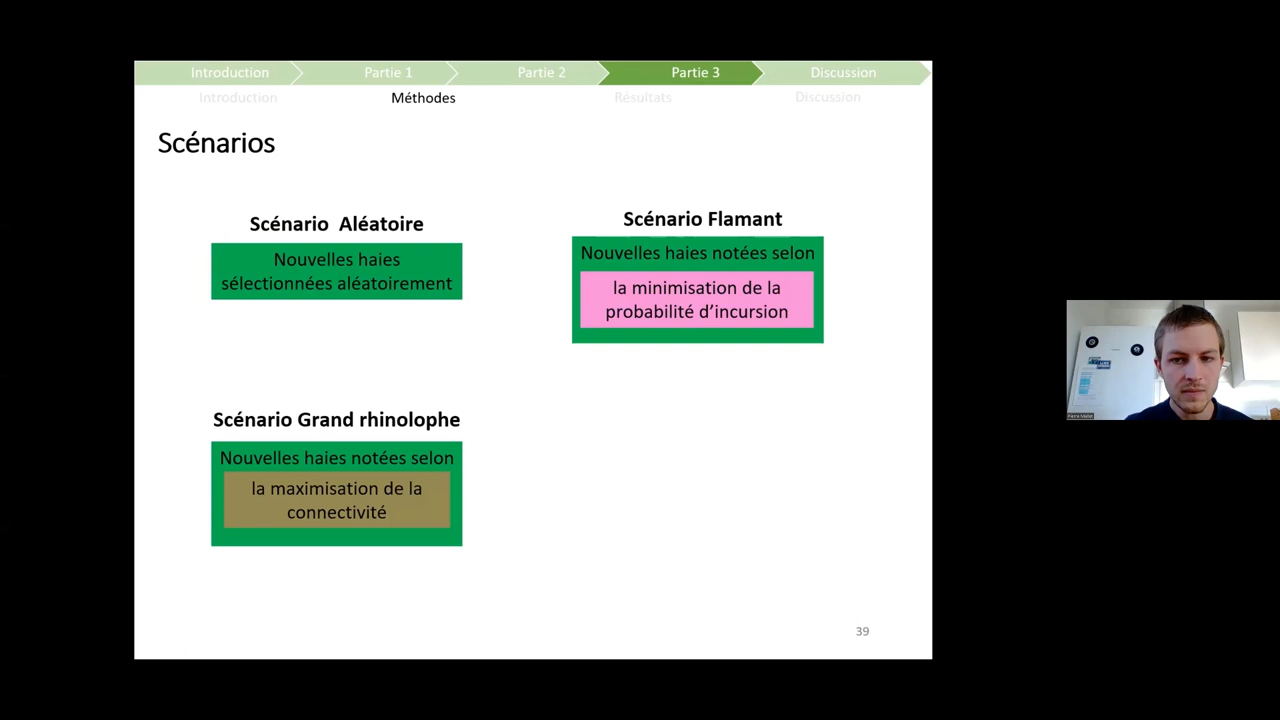 Introduction
Partie 1
Partie 2
Partie 3
Discussion
Introduction
Méthodes
Résultats
Discussion
Scénarios
Scénario Aléatoire
Nouvelles haies
sélectionnées aléatoirement
Scénario Flamant
Nouvelles haies notées selon
la minimisation de la
probabilité d’incursion
Scénario Grand rhinolophe
Nouvelles haies notées selon
la maximisation de la
connectivité
39